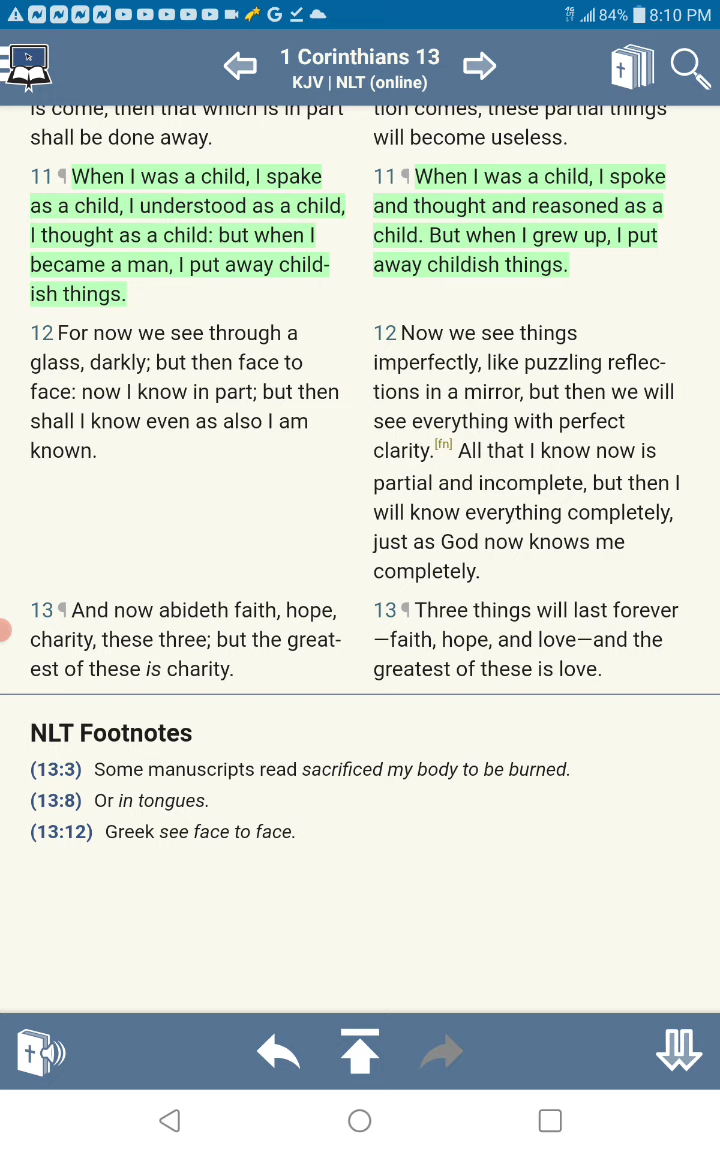 84% 8:10 PM
1 Corinthians 13
KJV | NLT (online)
is come, then that which is in part
shall be done away.
11 ¶ When I was a child, I spake
as a child, I understood as a child,
I thought as a child: but when I
became a man, I put away child-
ish things.
12 For now we see through a
glass, darkly; but then face to
face: now I know in part; but then
shall I know even as also I am
known.
13 ¶ And now abideth faith, hope,
charity, these three; but the great-
est of these is charity.
tion comes, these partial things
will become useless.
11 ¶ When I was a child, I spoke
and thought and reasoned as a
child. But when I grew up, I put
away childish things.
12 Now we see things
imperfectly, like puzzling reflec-
tions in a mirror, but then we will
see everything with perfect
clarity.[fn] All that I know now is
partial and incomplete, but then I
will know everything completely,
just as God now knows me
completely.
13 ¶ Three things will last forever
—faith, hope, and love—and the
greatest of these is love.
NLT Footnotes
(13:3) Some manuscripts read sacrificed my body to be burned.
(13:8) Or in tongues.
(13:12) Greek see face to face.